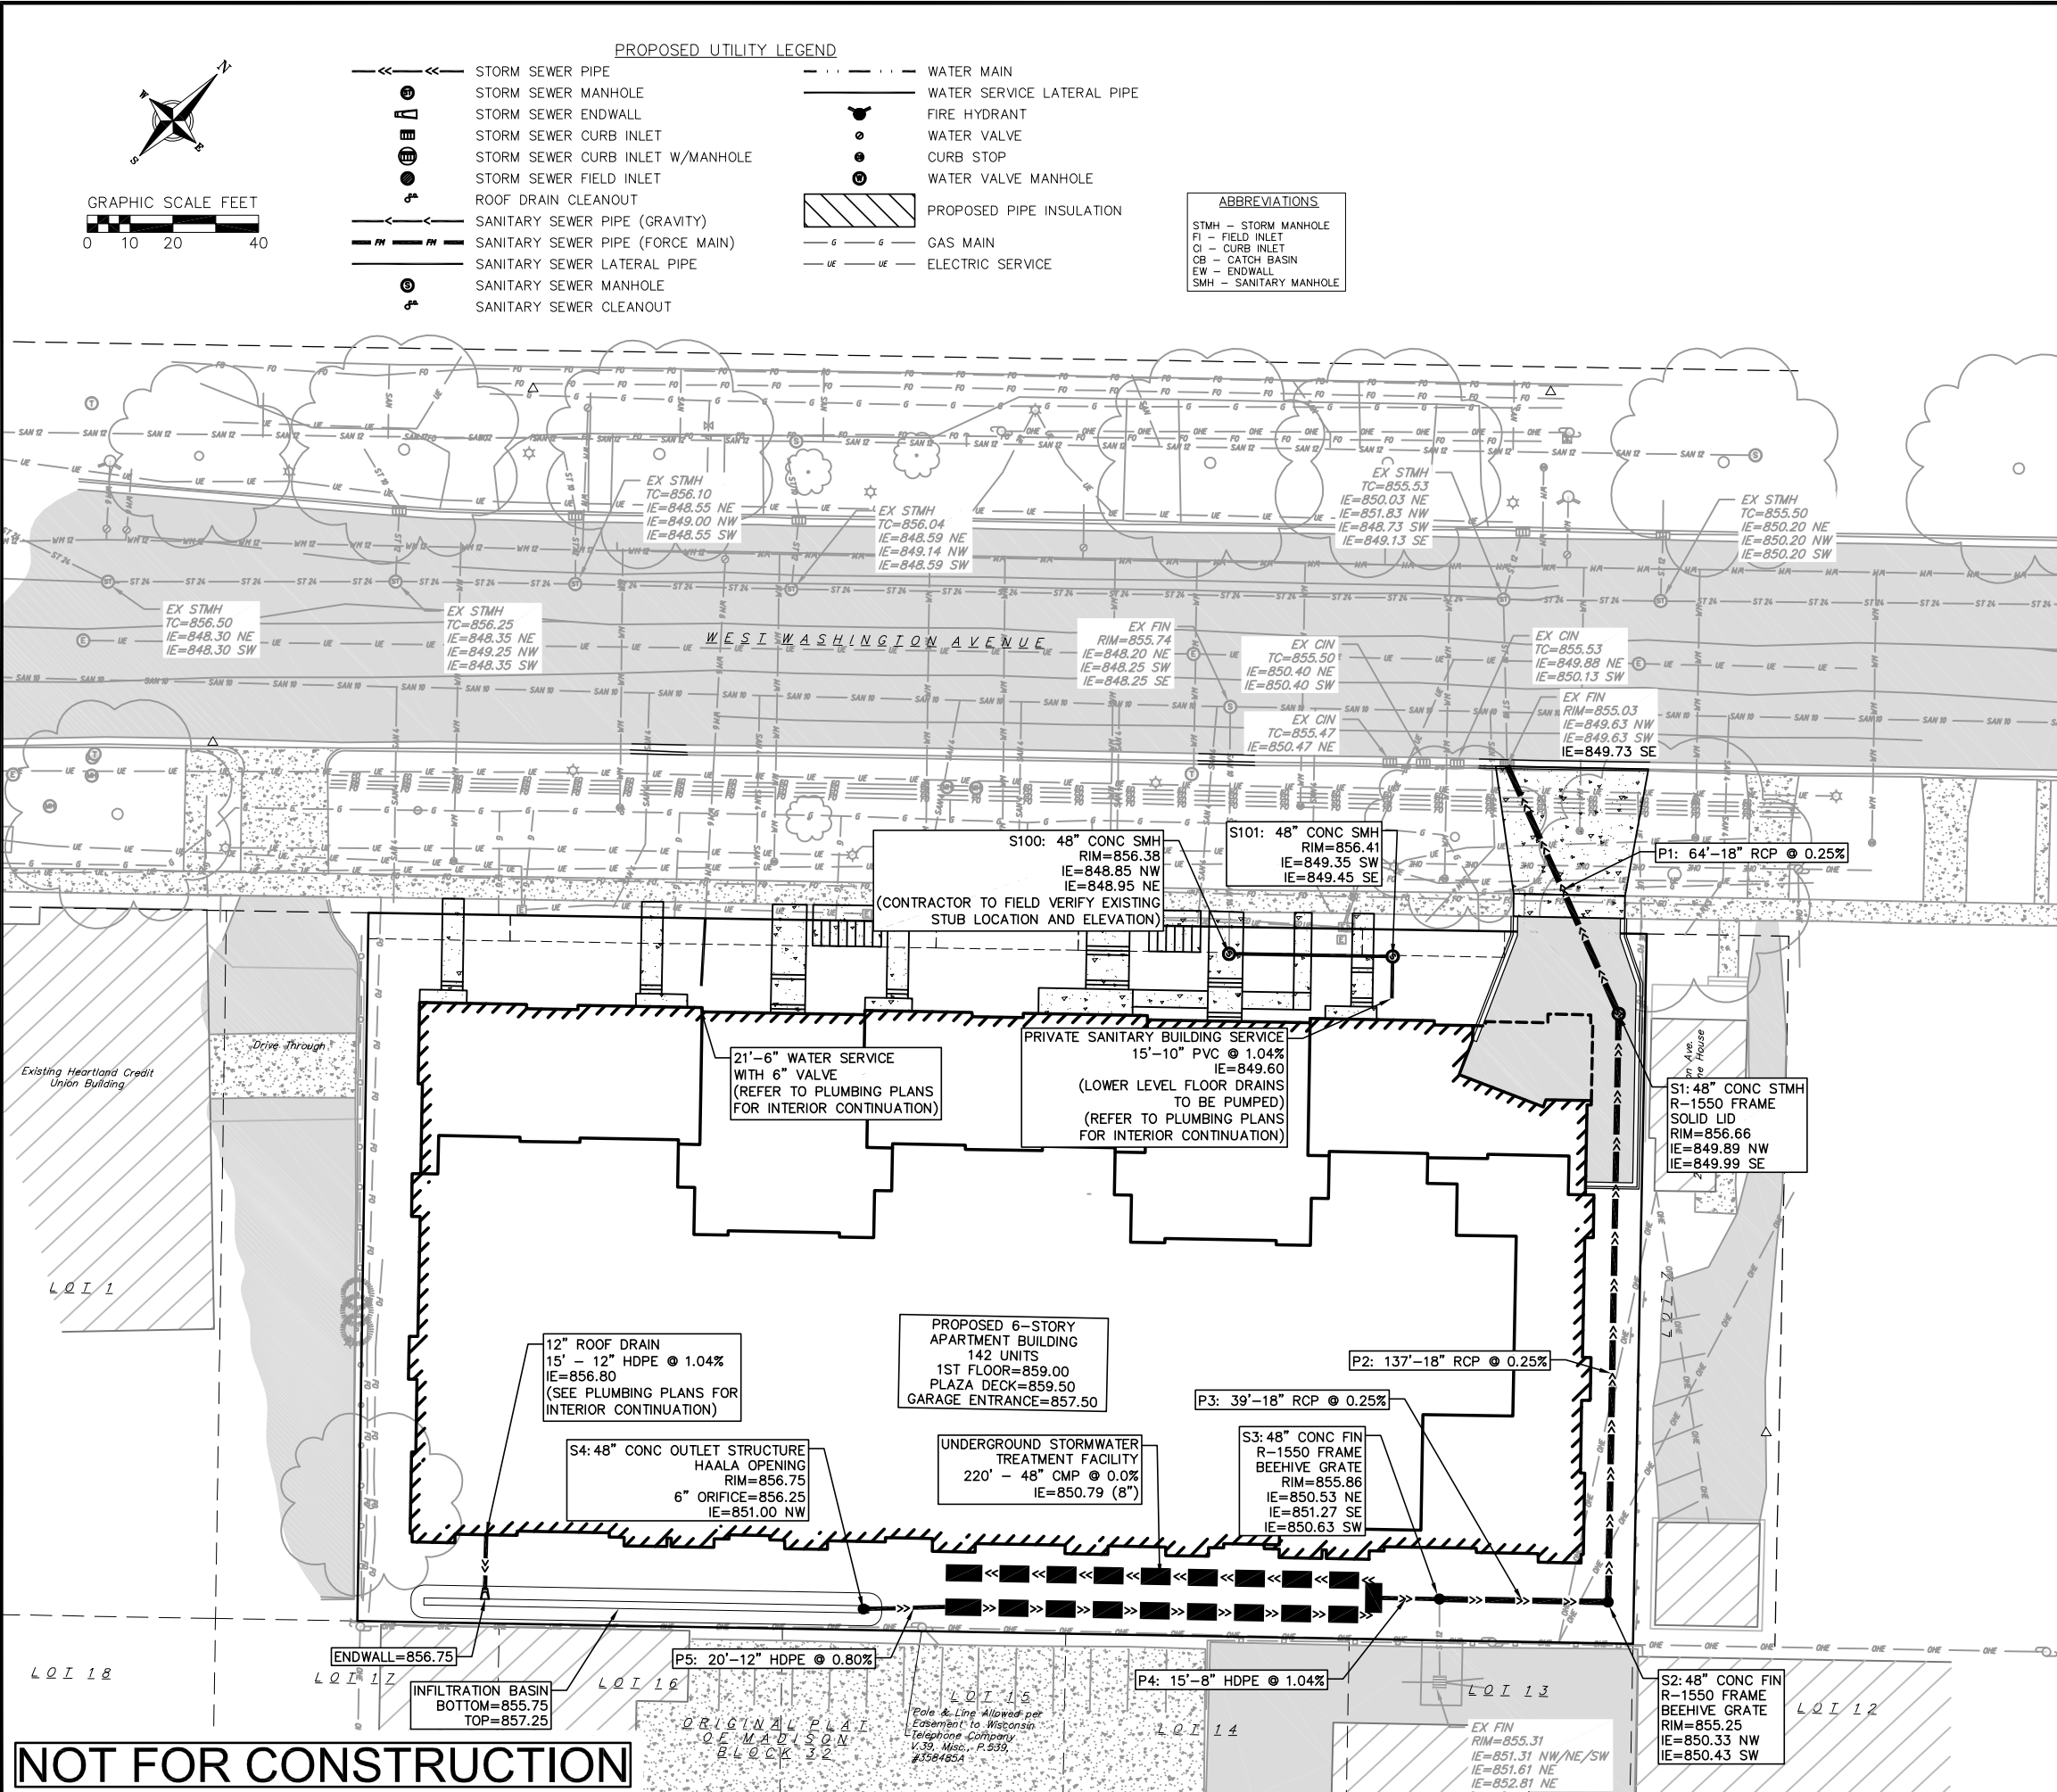 PROPOSED UTILITY LEGEND
STORM SEWER PIPE
STORM SEWER MANHOLE
STORM SEWER ENDWALL
STORM SEWER CURB INLET
STORM SEWER CURB INLET W/MANHOLE
STORM SEWER FIELD INLET
ROOF DRAIN CLEANOUT
SANITARY SEWER PIPE (GRAVITY)
SANITARY SEWER PIPE (FORCE MAIN)
SANITARY SEWER LATERAL PIPE
SANITARY SEWER MANHOLE
SANITARY SEWER CLEANOUT
WATER MAIN
WATER SERVICE LATERAL PIPE
FIRE HYDRANT
WATER VALVE
CURB STOP
WATER VALVE MANHOLE
PROPOSED PIPE INSULATION
GAS MAIN
ELECTRIC SERVICE
N
W
E
S
GRAPHIC SCALE FEET
0 10 20 40
ABBREVIATIONS
STMH – STORM MANHOLE
FI – FIELD INLET
CI – CURB INLET
CB – CATCH BASIN
EW – ENDWALL
SMH – SANITARY MANHOLE
EX STMH
TC=856.10
IE=848.55 NE
IE=849.00 NW
IE=848.55 SW
EX STMH
TC=856.04
IE=848.59 NE
IE=849.14 NW
IE=848.59 SW
EX STMH
TC=855.53
IE=850.03 NE
IE=851.83 NW
IE=848.73 SW
IE=849.13 SE
EX STMH
TC=855.50
IE=850.20 NE
IE=850.20 NW
IE=850.20 SW
EX STMH
TC=856.50
IE=848.30 NE
IE=848.30 SW
EX STMH
TC=856.25
IE=848.35 NE
IE=849.25 NW
IE=848.35 SW
WEST WASHINGTON AVENUE
EX FIN
RIM=855.74
IE=848.20 NE
IE=848.25 SW
IE=848.25 SE
EX CIN
TC=855.50
IE=850.40 NE
IE=850.40 SW
EX CIN
TC=855.53
IE=849.88 NE
IE=850.13 SW
EX CIN
TC=855.47
IE=850.47 NE
EX FIN
RIM=855.03
IE=849.63 NW
IE=849.63 SW
IE=849.73 SE
S100: 48" CONC SMH
RIM=856.38
IE=848.85 NW
IE=848.95 NE
(CONTRACTOR TO FIELD VERIFY EXISTING
STUB LOCATION AND ELEVATION)
S101: 48" CONC SMH
RIM=856.41
IE=849.35 SW
IE=849.45 SE
P1: 64'-18" RCP @ 0.25%
Drive Through
Existing Heartland Credit
Union Building
21'-6" WATER SERVICE
WITH 6" VALVE
(REFER TO PLUMBING PLANS
FOR INTERIOR CONTINUATION)
PRIVATE SANITARY BUILDING SERVICE
15'-10" PVC @ 1.04%
IE=849.60
(LOWER LEVEL FLOOR DRAINS
TO BE PUMPED)
(REFER TO PLUMBING PLANS
FOR INTERIOR CONTINUATION)
S1: 48" CONC STMH
R-1550 FRAME
SOLID LID
RIM=856.66
IE=849.89 NW
IE=849.99 SE
LOT 1
LOT 2
12" ROOF DRAIN
15' – 12" HDPE @ 1.04%
IE=856.80
(SEE PLUMBING PLANS FOR
INTERIOR CONTINUATION)
PROPOSED 6-STORY
APARTMENT BUILDING
142 UNITS
1ST FLOOR=859.00
PLAZA DECK=859.50
GARAGE ENTRANCE=857.50
P2: 137'-18" RCP @ 0.25%
P3: 39'-18" RCP @ 0.25%
S4: 48" CONC OUTLET STRUCTURE
HAALA OPENING
RIM=856.75
6" ORIFICE=856.25
IE=851.00 NW
UNDERGROUND STORMWATER
TREATMENT FACILITY
220' – 48" CMP @ 0.0%
IE=850.79 (8")
S3: 48" CONC FIN
R-1550 FRAME
BEEHIVE GRATE
RIM=855.86
IE=850.53 NE
IE=851.27 SE
IE=850.63 SW
ENDWALL=856.75
P5: 20'-12" HDPE @ 0.80%
P4: 15'-8" HDPE @ 1.04%
INFILTRATION BASIN
BOTTOM=855.75
TOP=857.25
S2: 48" CONC FIN
R-1550 FRAME
BEEHIVE GRATE
RIM=855.25
IE=850.33 NW
IE=850.43 SW
LOT 18
LOT 17
LOT 16
LOT 15
LOT 14
LOT 13
LOT 12
Pole & Line Allowed per
Easement to Wisconsin
Telephone Company
V.39, Misc., P.539,
#358485A
ORIGINAL PLAT
OF MADISON
BLOCK 32
EX FIN
RIM=855.31
IE=851.31 NW/NE/SW
IE=851.61 NE
IE=852.81 NE
NOT FOR CONSTRUCTION